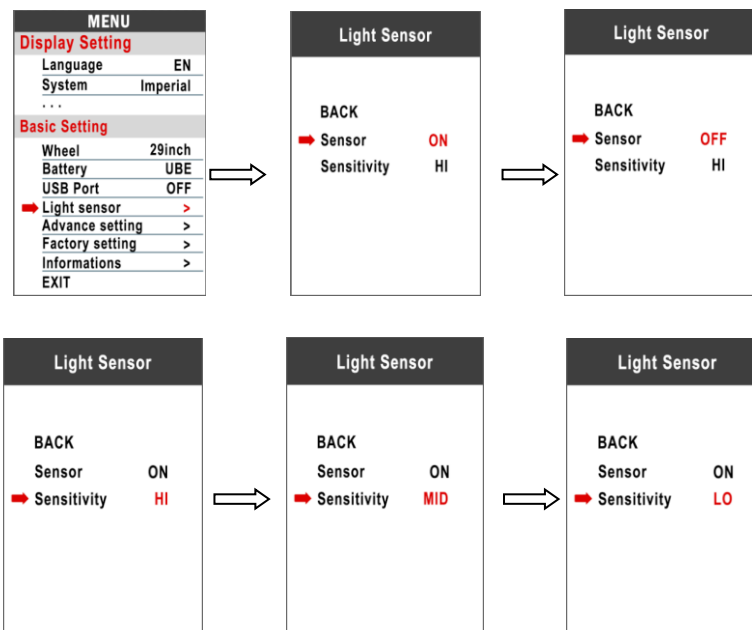 MENU
Display Setting
Language EN
System Imperial
. . .
Basic Setting
Wheel 29inch
Battery UBE
USB Port OFF
Light sensor >
Advance setting >
Factory setting >
Informations >
EXIT
Light Sensor
BACK
Sensor ON
Sensitivity HI
Light Sensor
BACK
Sensor OFF
Sensitivity HI
Light Sensor
BACK
Sensor ON
Sensitivity HI
Light Sensor
BACK
Sensor ON
Sensitivity MID
Light Sensor
BACK
Sensor ON
Sensitivity LO